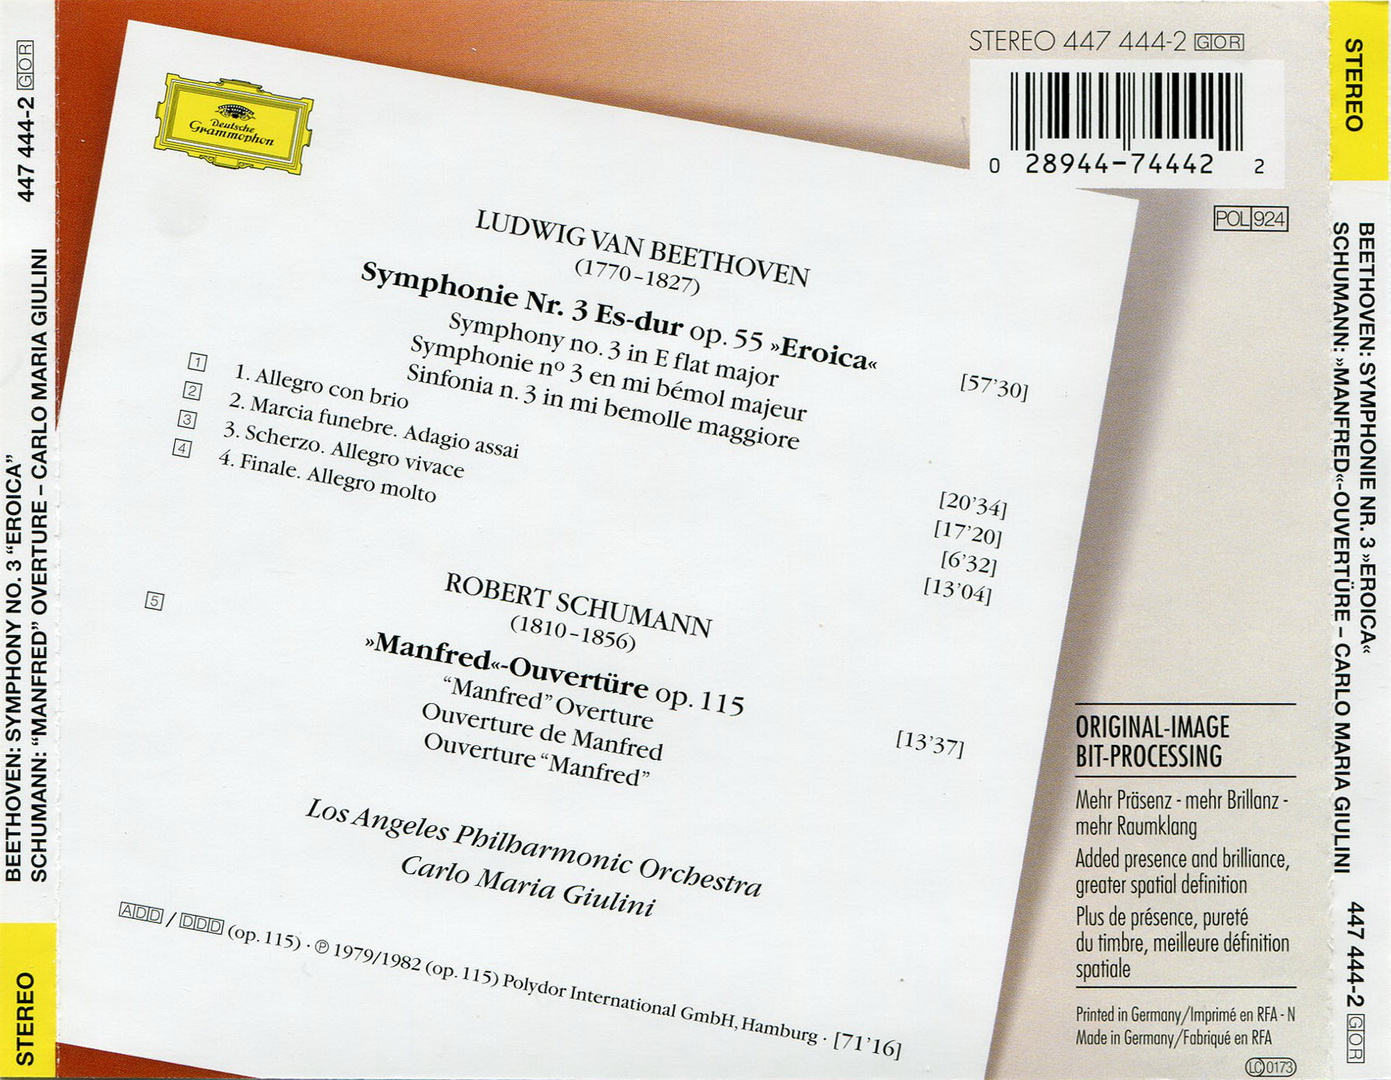 STEREO 447 444-2 GOR
0 28944-74442 2
POL 924
Deutsche
Grammophon
LUDWIG VAN BEETHOVEN
(1770–1827)
Symphonie Nr. 3 Es-dur op. 55 »Eroica«
[57'30]
Symphony no. 3 in E flat major
Symphonie nº 3 en mi bémol majeur
Sinfonia n. 3 in mi bemolle maggiore
1 1. Allegro con brio [20'34]
2 2. Marcia funebre. Adagio assai [17'20]
3 3. Scherzo. Allegro vivace [6'32]
4 4. Finale. Allegro molto [13'04]
ROBERT SCHUMANN
(1810–1856)
5 »Manfred«-Ouvertüre op. 115 [13'37]
"Manfred" Overture
Ouverture de Manfred
Ouverture "Manfred"
Los Angeles Philharmonic Orchestra
Carlo Maria Giulini
ADD / DDD (op. 115) · ℗ 1979/1982 (op. 115) Polydor International GmbH, Hamburg · [71'16]
ORIGINAL-IMAGE
BIT-PROCESSING
Mehr Präsenz - mehr Brillanz -
mehr Raumklang
Added presence and brilliance,
greater spatial definition
Plus de présence, pureté
du timbre, meilleure définition
spatiale
Printed in Germany/Imprimé en RFA - N
Made in Germany/Fabriqué en RFA
LC 0173
STEREO
BEETHOVEN: SYMPHONY NO. 3 "EROICA"
SCHUMANN: "MANFRED" OVERTURE – CARLO MARIA GIULINI
447 444-2 GOR
STEREO
BEETHOVEN: SYMPHONIE NR. 3 »EROICA«
SCHUMANN: »MANFRED«-OUVERTÜRE – CARLO MARIA GIULINI
447 444-2 GOR